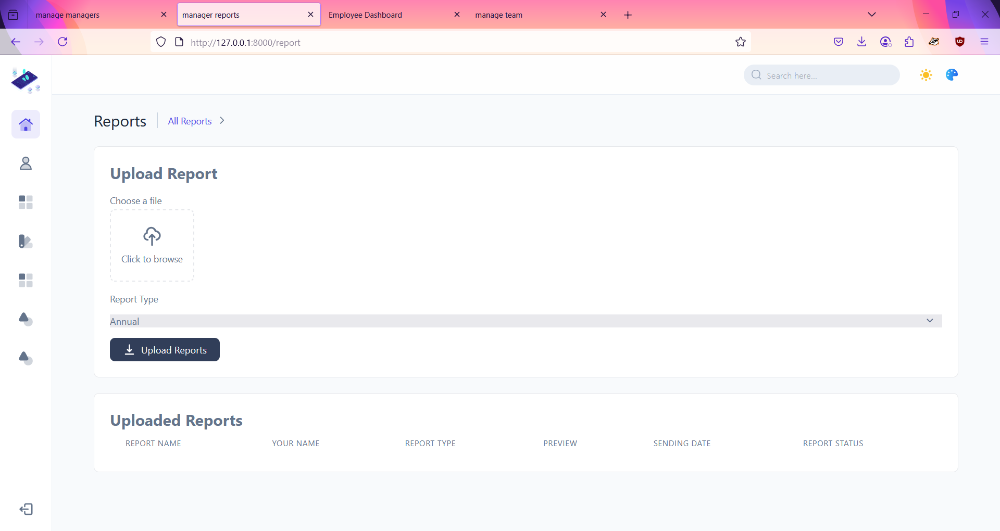 manage managers
manager reports
Employee Dashboard
manage team
http://127.0.0.1:8000/report
Search here...
Reports
All Reports
Upload Report
Choose a file
Click to browse
Report Type
Annual
Upload Reports
Uploaded Reports
REPORT NAME YOUR NAME REPORT TYPE PREVIEW SENDING DATE REPORT STATUS